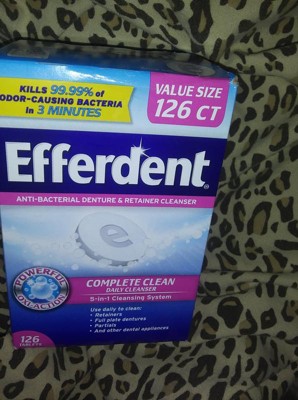 KILLS 99.99% of
ODOR-CAUSING BACTERIA
in 3 MINUTES
VALUE SIZE
126 CT
Efferdent®
ANTI-BACTERIAL DENTURE & RETAINER CLEANSER
e
COMPLETE CLEAN
DAILY CLEANSER
5-in-1 Cleansing System
Use daily to clean:
• Retainers
• Full plate dentures
• Partials
• And other dental appliances
POWERFUL
DUAL ACTION
126
TABLETS